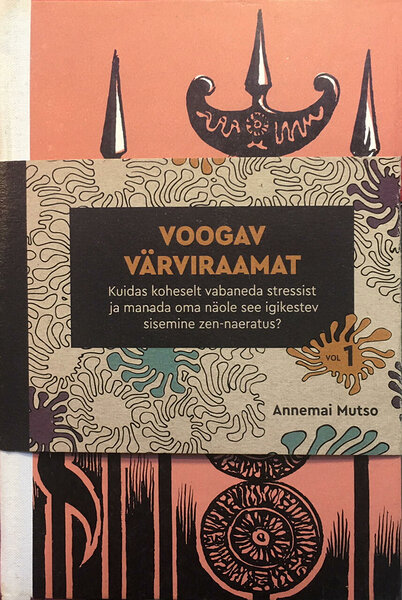 VOOGAV
VÄRVIRAAMAT
Kuidas koheselt vabaneda stressist
ja manada oma näole see igikestev
sisemine zen-naeratus?
VOL 1
Annemai Mutso